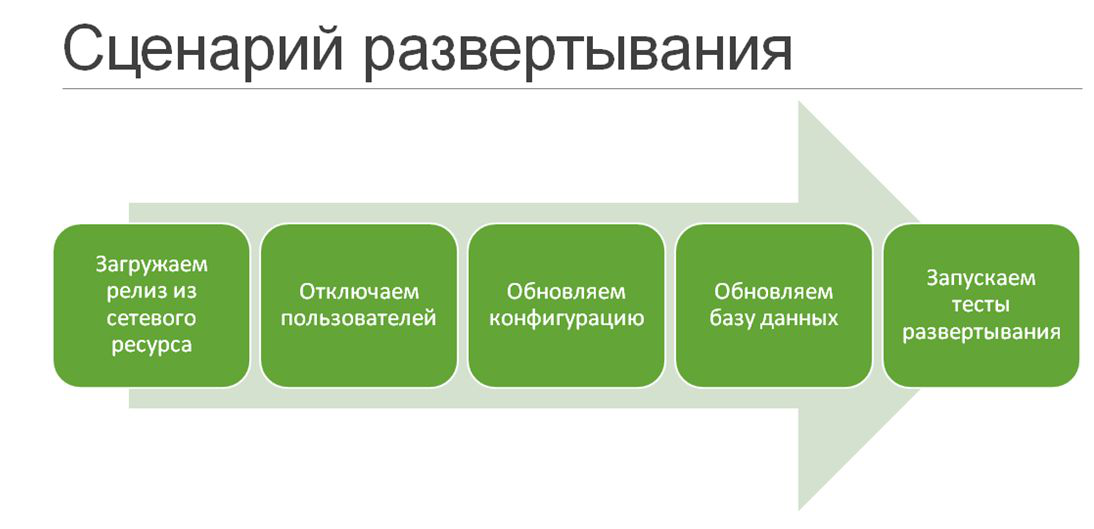 Сценарий развертывания
Загружаем
релиз из
сетевого
ресурса
Отключаем
пользователей
Обновляем
конфигурацию
Обновляем
базу данных
Запускаем
тесты
развертывания